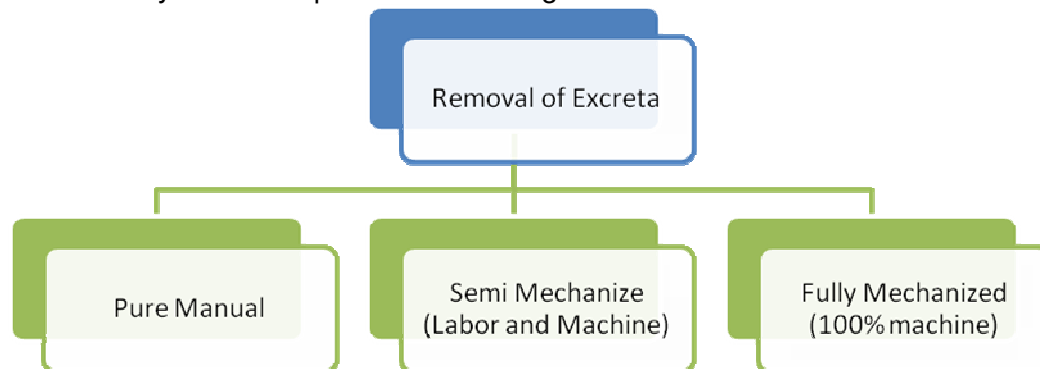 Removal of Excreta
Pure Manual
Semi Mechanize
(Labor and Machine)
Fully Mechanized
(100% machine)